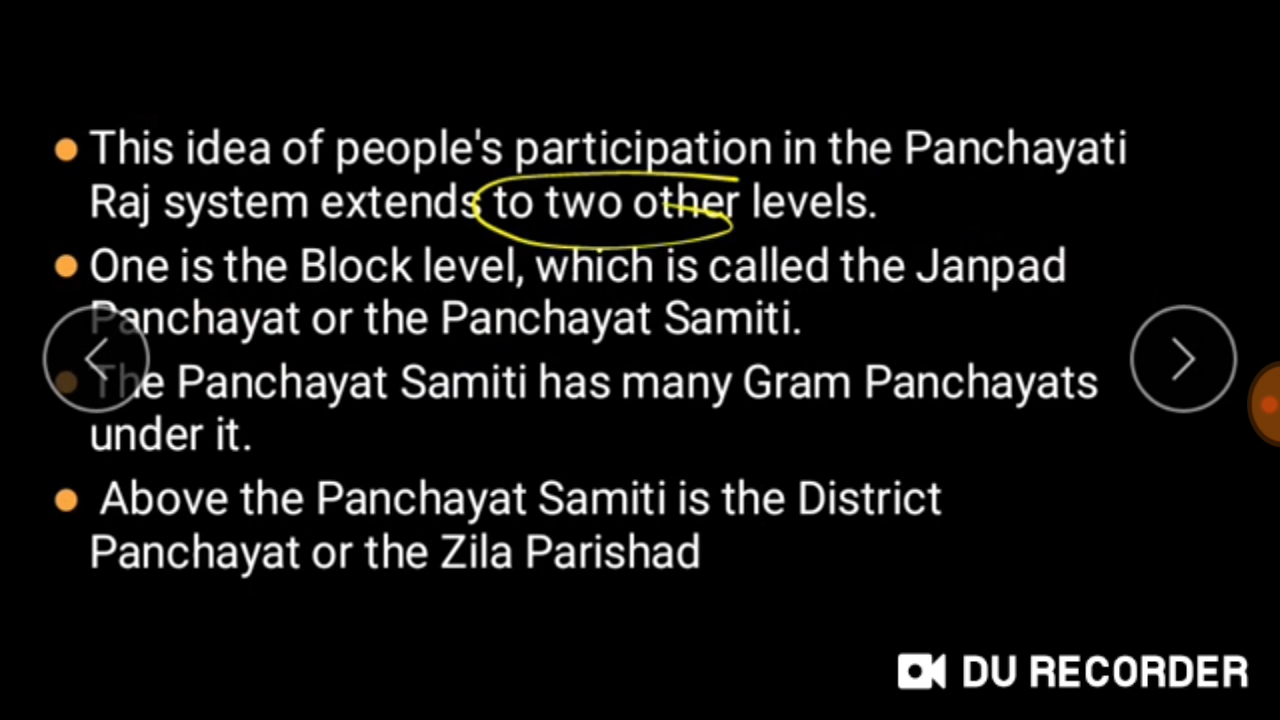 This idea of people's participation in the Panchayati
Raj system extends to two other levels.
One is the Block level, which is called the Janpad
Panchayat or the Panchayat Samiti.
The Panchayat Samiti has many Gram Panchayats
under it.
Above the Panchayat Samiti is the District
Panchayat or the Zila Parishad
DU RECORDER